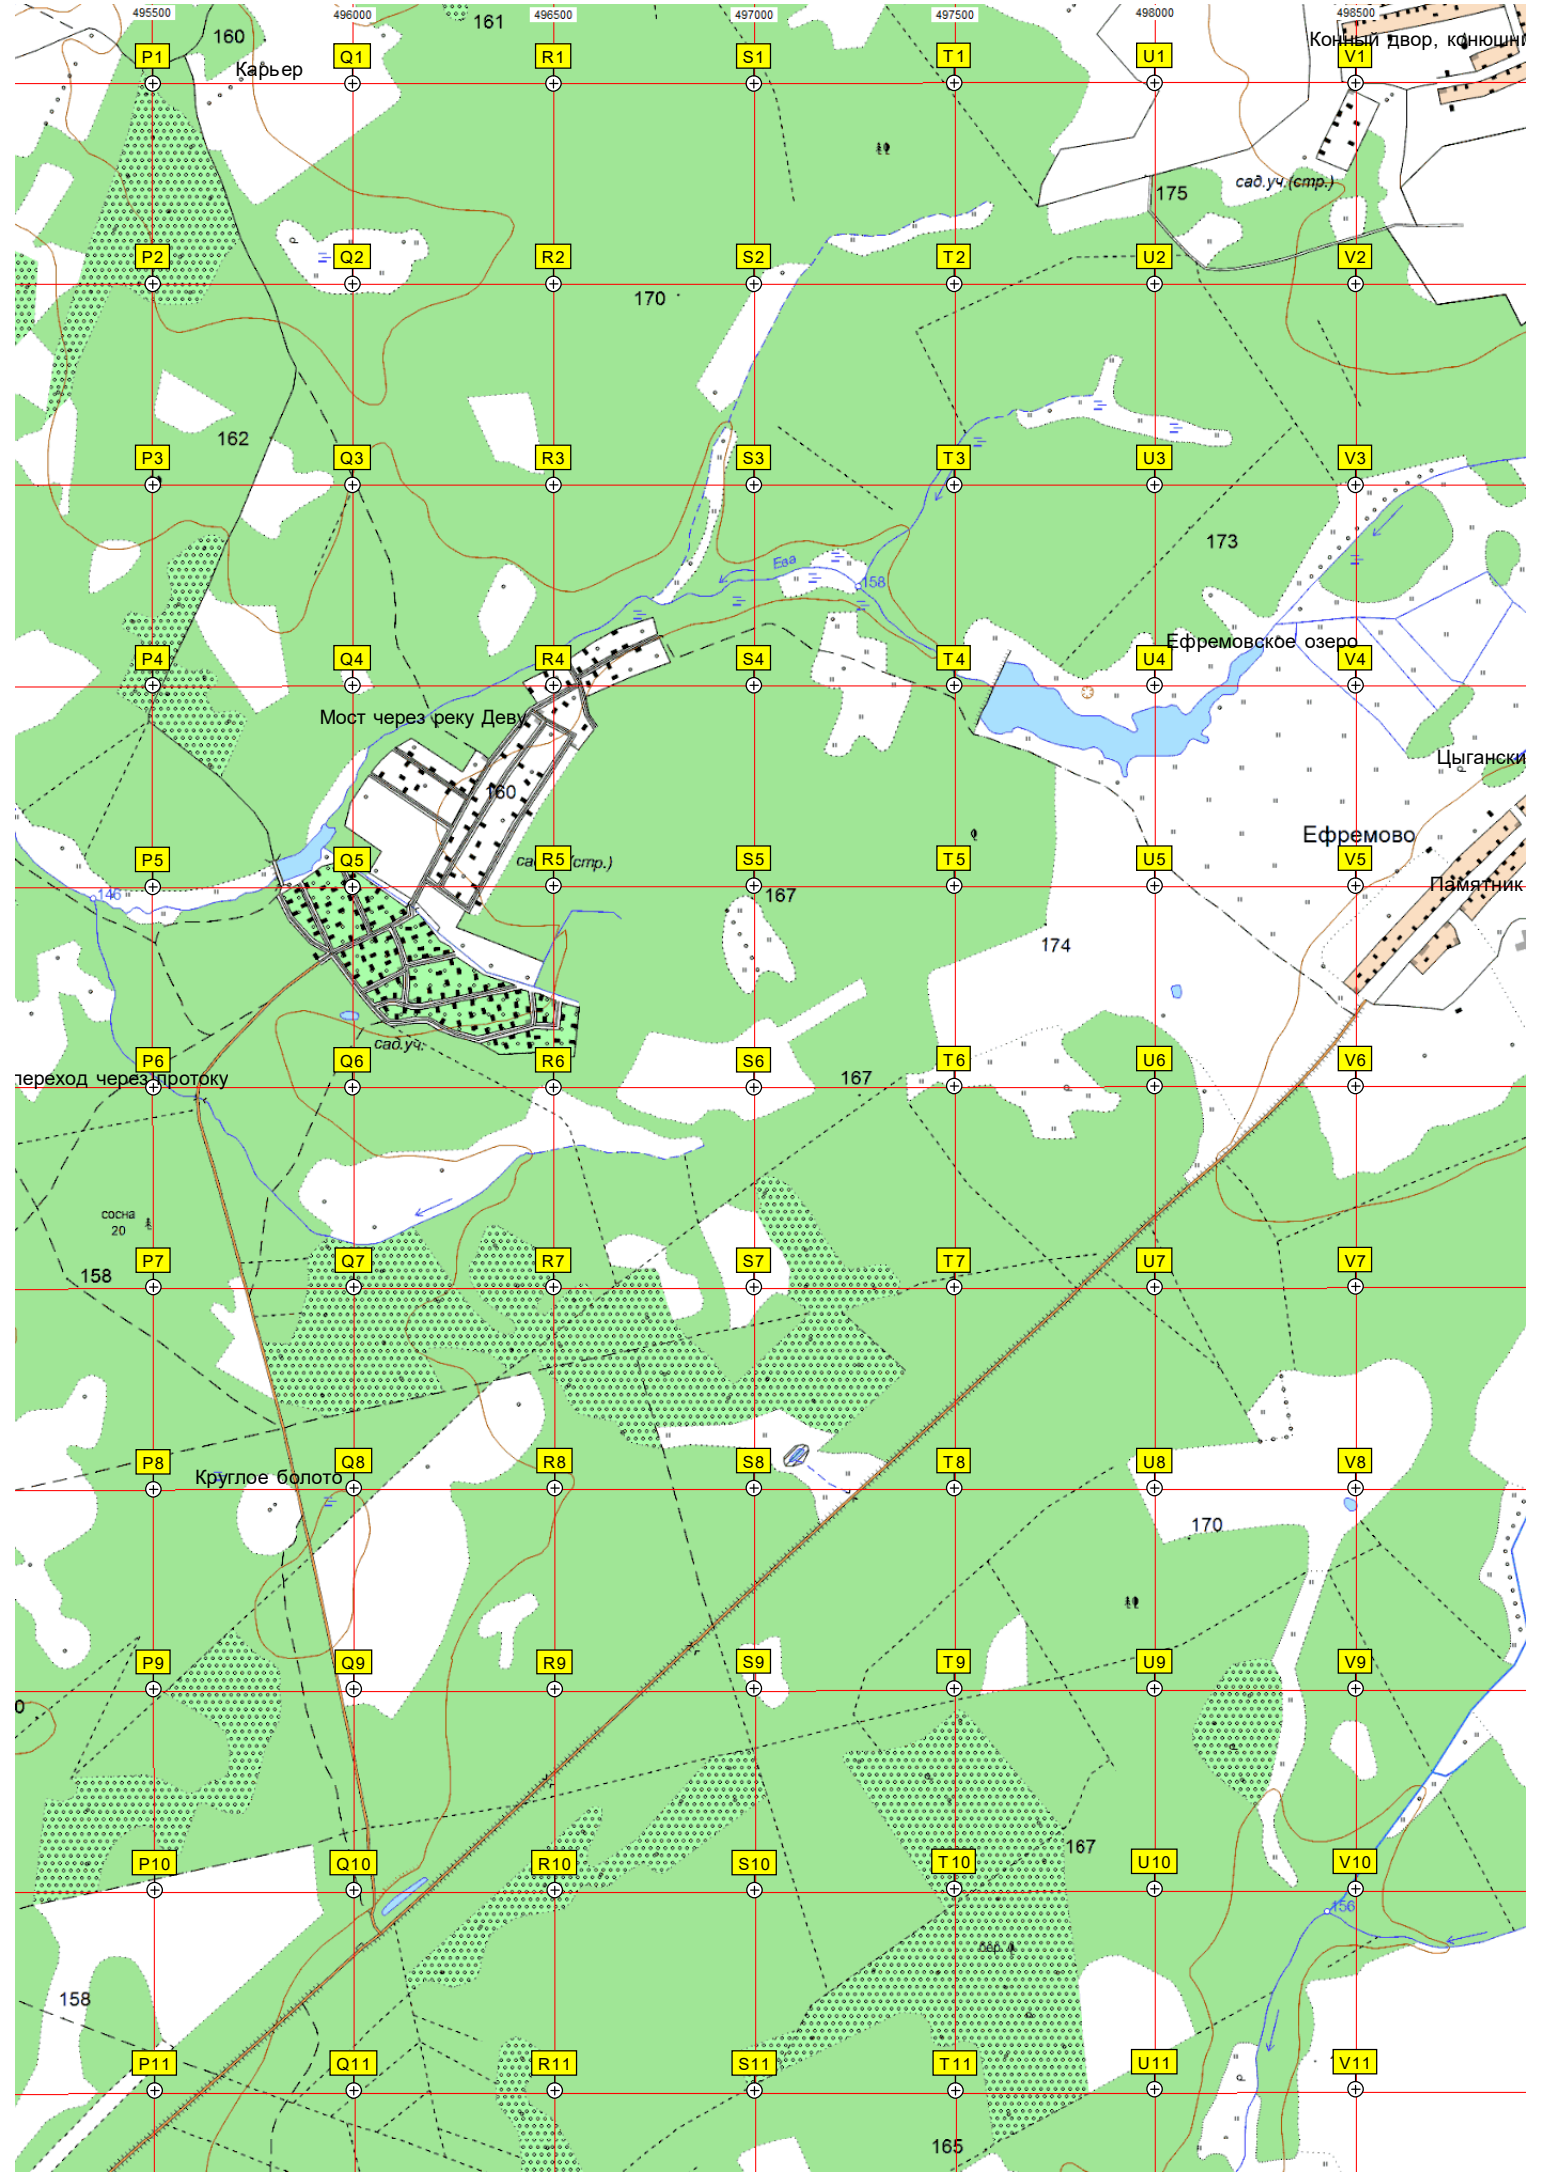 495500 496000 496500 497000 497500 498000 498500
161
160
Конный двор, конюшн
P1 Q1 R1 S1 T1 U1 V1
Карьер
175
сад.уч.(стр.)
P2 Q2 R2 S2 T2 U2 V2
170
162
P3 Q3 R3 S3 T3 U3 V3
173
Ева
158
Ефремовское озеро
P4 Q4 R4 S4 T4 U4 V4
Мост через реку Деву
Цыгански
160
Ефремово
P5 Q5 R5 S5 T5 U5 V5
са (стр.)
Памятник
146
167
174
сад.уч.
P6 Q6 R6 S6 T6 U6 V6
переход через протоку
167
сосна
20
P7 Q7 R7 S7 T7 U7 V7
158
P8 Q8 R8 S8 T8 U8 V8
Круглое болото
170
P9 Q9 R9 S9 T9 U9 V9
0
167
P10 Q10 R10 S10 T10 U10 V10
156
бер.
158
P11 Q11 R11 S11 T11 U11 V11
165